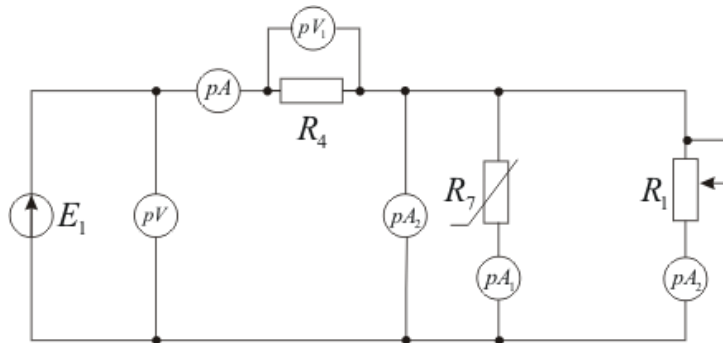 pV₁
pA
R₄
E₁
pV
pA₂
R₇
pA₁
R₁
pA₂